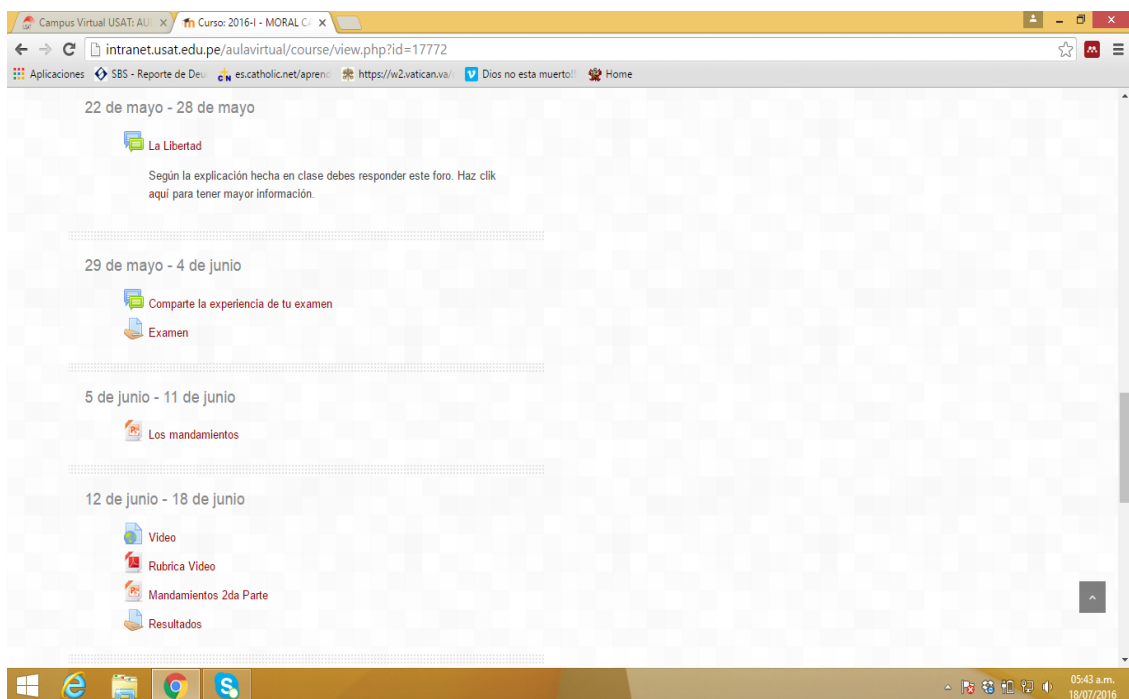 Campus Virtual USAT: AU
Curso: 2016-I - MORAL CA
intranet.usat.edu.pe/aulavirtual/course/view.php?id=17772
Aplicaciones
SBS - Reporte de Deu
es.catholic.net/aprend
https://w2.vatican.va/
Dios no esta muerto!!
Home
22 de mayo - 28 de mayo
La Libertad
Según la explicación hecha en clase debes responder este foro. Haz clik
aquí para tener mayor información.
29 de mayo - 4 de junio
Comparte la experiencia de tu examen
Examen
5 de junio - 11 de junio
Los mandamientos
12 de junio - 18 de junio
Video
Rubrica Video
Mandamientos 2da Parte
Resultados
05:43 a.m.
18/07/2016